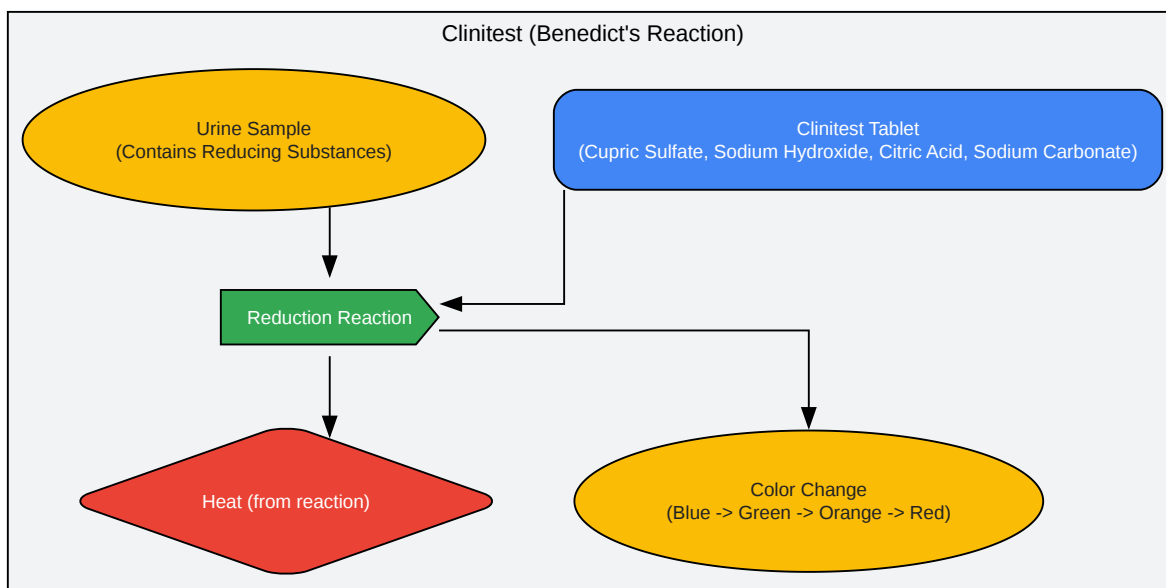 Clinitest (Benedict's Reaction)
Urine Sample
(Contains Reducing Substances)
Clinitest Tablet
(Cupric Sulfate, Sodium Hydroxide, Citric Acid, Sodium Carbonate)
Reduction Reaction
Heat (from reaction)
Color Change
(Blue -> Green -> Orange -> Red)